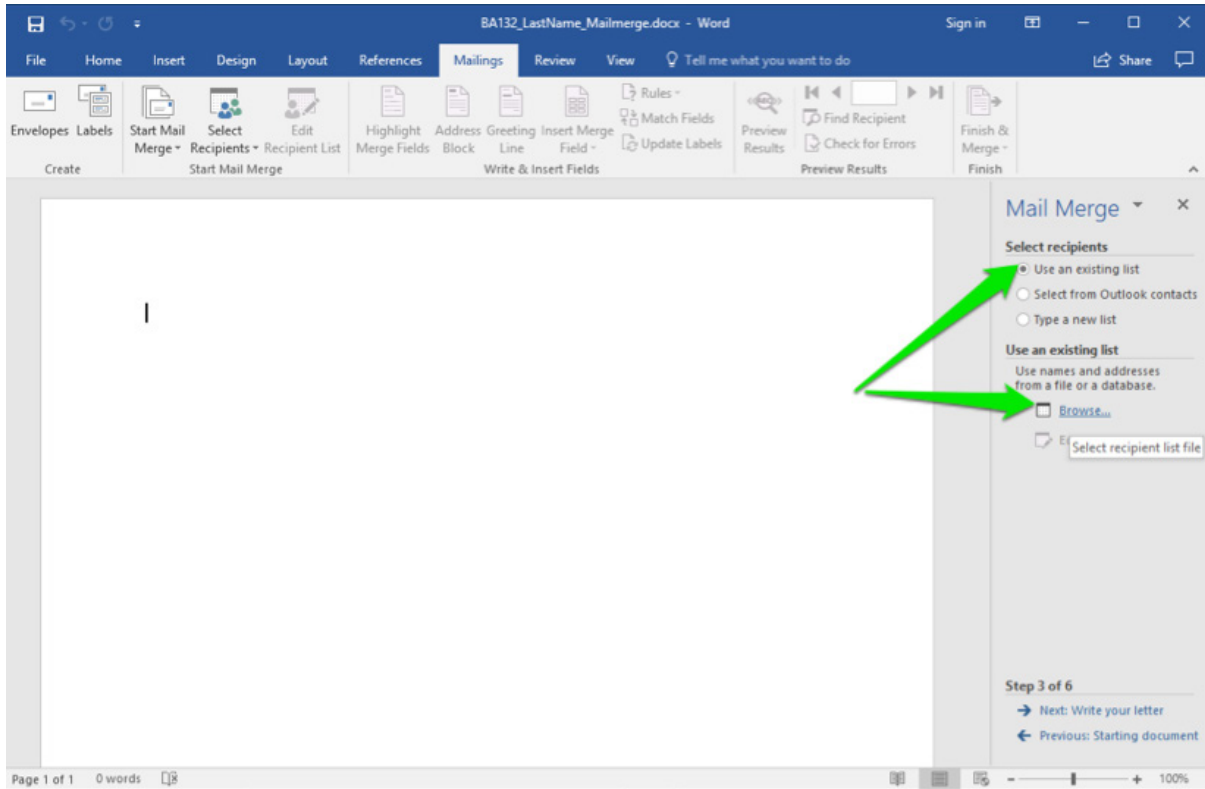 BA132_LastName_Mailmerge.docx - Word
Sign in
File Home Insert Design Layout References Mailings Review View Tell me what you want to do Share
Envelopes Labels
Start Mail Merge
Select Recipients
Edit Recipient List
Highlight Merge Fields
Address Block
Greeting Line
Insert Merge Field
Rules
Match Fields
Update Labels
Preview Results
Find Recipient
Check for Errors
Finish & Merge
Create
Start Mail Merge
Write & Insert Fields
Preview Results
Finish
Mail Merge
Select recipients
Use an existing list
Select from Outlook contacts
Type a new list
Use an existing list
Use names and addresses
from a file or a database.
Browse...
Select recipient list file
Step 3 of 6
Next: Write your letter
Previous: Starting document
Page 1 of 1 0 words
100%